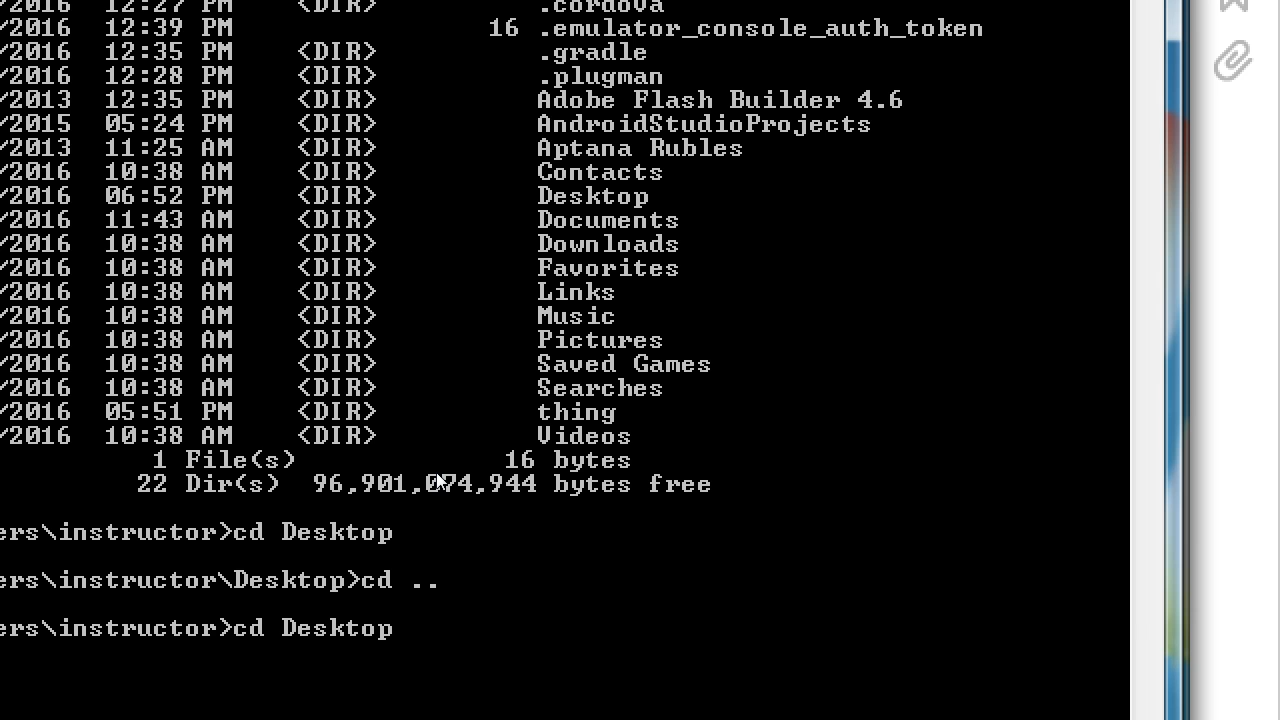 /2016 12:27 PM <DIR> .cordova
/2016 12:39 PM 16 .emulator_console_auth_token
/2016 12:35 PM <DIR> .gradle
/2016 12:28 PM <DIR> .plugman
/2013 12:35 PM <DIR> Adobe Flash Builder 4.6
/2015 05:24 PM <DIR> AndroidStudioProjects
/2013 11:25 AM <DIR> Aptana Rubles
/2016 10:38 AM <DIR> Contacts
/2016 06:52 PM <DIR> Desktop
/2016 11:43 AM <DIR> Documents
/2016 10:38 AM <DIR> Downloads
/2016 10:38 AM <DIR> Favorites
/2016 10:38 AM <DIR> Links
/2016 10:38 AM <DIR> Music
/2016 10:38 AM <DIR> Pictures
/2016 10:38 AM <DIR> Saved Games
/2016 10:38 AM <DIR> Searches
/2016 05:51 PM <DIR> thing
/2016 10:38 AM <DIR> Videos
1 File(s) 16 bytes
22 Dir(s) 96,901,074,944 bytes free
ers\instructor>cd Desktop
ers\instructor\Desktop>cd ..
ers\instructor>cd Desktop